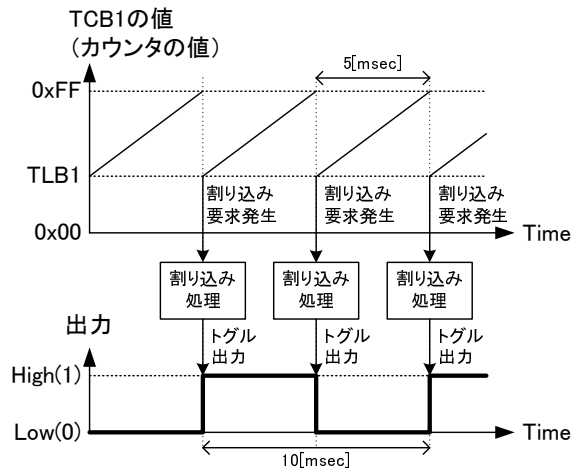 TCB1の値
(カウンタの値)
5[msec]
0xFF
TLB1
割り込み
要求発生
割り込み
要求発生
割り込み
要求発生
0x00
Time
割り込み
処理
割り込み
処理
割り込み
処理
出力
トグル
出力
トグル
出力
トグル
出力
High(1)
Low(0)
Time
10[msec]